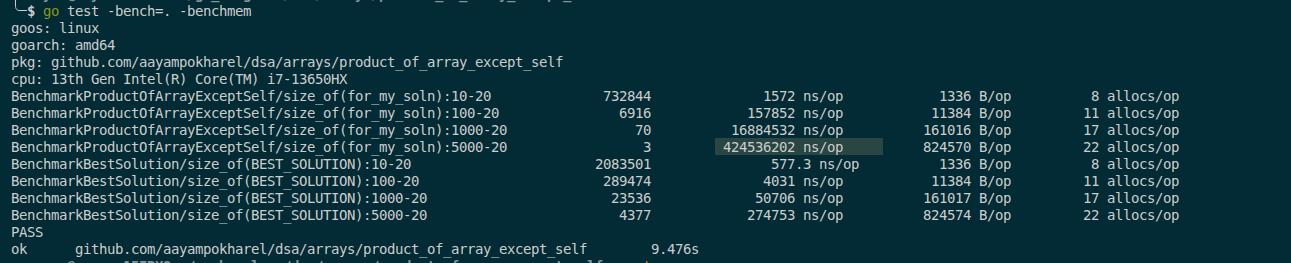 $ go test -bench=. -benchmem
goos: linux
goarch: amd64
pkg: github.com/aayampokharel/dsa/arrays/product_of_array_except_self
cpu: 13th Gen Intel(R) Core(TM) i7-13650HX
BenchmarkProductOfArrayExceptSelf/size_of(for_my_soln):10-20 732844 1572 ns/op 1336 B/op 8 allocs/op
BenchmarkProductOfArrayExceptSelf/size_of(for_my_soln):100-20 6916 157852 ns/op 11384 B/op 11 allocs/op
BenchmarkProductOfArrayExceptSelf/size_of(for_my_soln):1000-20 70 16884532 ns/op 161016 B/op 17 allocs/op
BenchmarkProductOfArrayExceptSelf/size_of(for_my_soln):5000-20 3 424536202 ns/op 824570 B/op 22 allocs/op
BenchmarkBestSolution/size_of(BEST_SOLUTION):10-20 2083501 577.3 ns/op 1336 B/op 8 allocs/op
BenchmarkBestSolution/size_of(BEST_SOLUTION):100-20 289474 4031 ns/op 11384 B/op 11 allocs/op
BenchmarkBestSolution/size_of(BEST_SOLUTION):1000-20 23536 50706 ns/op 161017 B/op 17 allocs/op
BenchmarkBestSolution/size_of(BEST_SOLUTION):5000-20 4377 274753 ns/op 824574 B/op 22 allocs/op
PASS
ok github.com/aayampokharel/dsa/arrays/product_of_array_except_self 9.476s